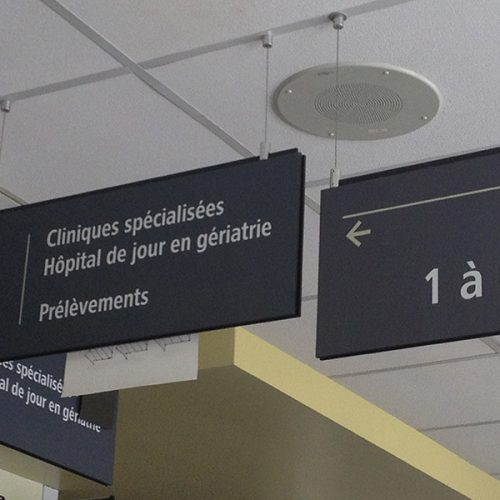 Cliniques spécialisées
Hôpital de jour en gériatrie
Prélèvements
1 à
spécialisé
al de jour en gériatrie